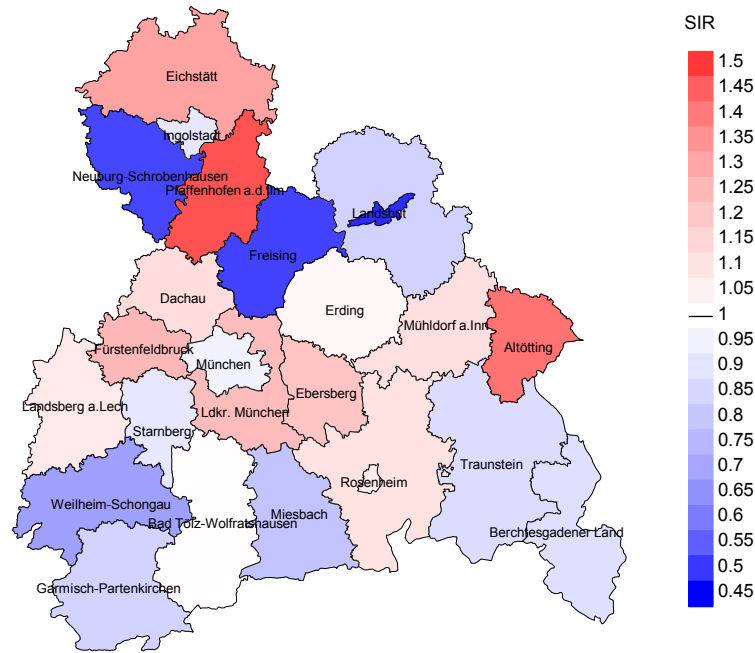 SIR
1.5
1.45
1.4
1.35
1.3
1.25
1.2
1.15
1.1
1.05
1
0.95
0.9
0.85
0.8
0.75
0.7
0.65
0.6
0.55
0.5
0.45
Eichstätt
Ingolstadt
Neuburg-Schrobenhausen
Pfaffenhofen a.d.Ilm
Landshut
Freising
Dachau
Erding
Mühldorf a.Inn
Fürstenfeldbruck
München
Altötting
Ebersberg
Landsberg a.Lech
Ldkr. München
Starnberg
Traunstein
Rosenheim
Weilheim-Schongau
Miesbach
Bad Tölz-Wolfratshausen
Berchtesgadener Land
Garmisch-Partenkirchen